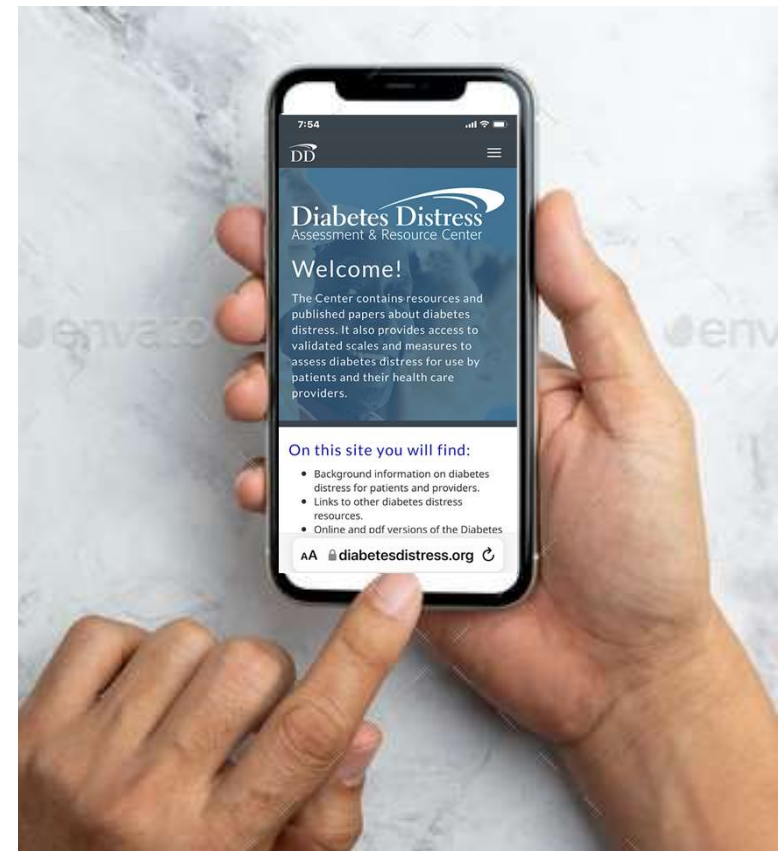 7:54
DD
Diabetes Distress
Assessment & Resource Center
Welcome!
The Center contains resources and
published papers about diabetes
distress. It also provides access to
validated scales and measures to
assess diabetes distress for use by
patients and their health care
providers.
envato
env
On this site you will find:
• Background information on diabetes
distress for patients and providers.
• Links to other diabetes distress
resources.
• Online and pdf versions of the Diabetes
AA diabetesdistress.org